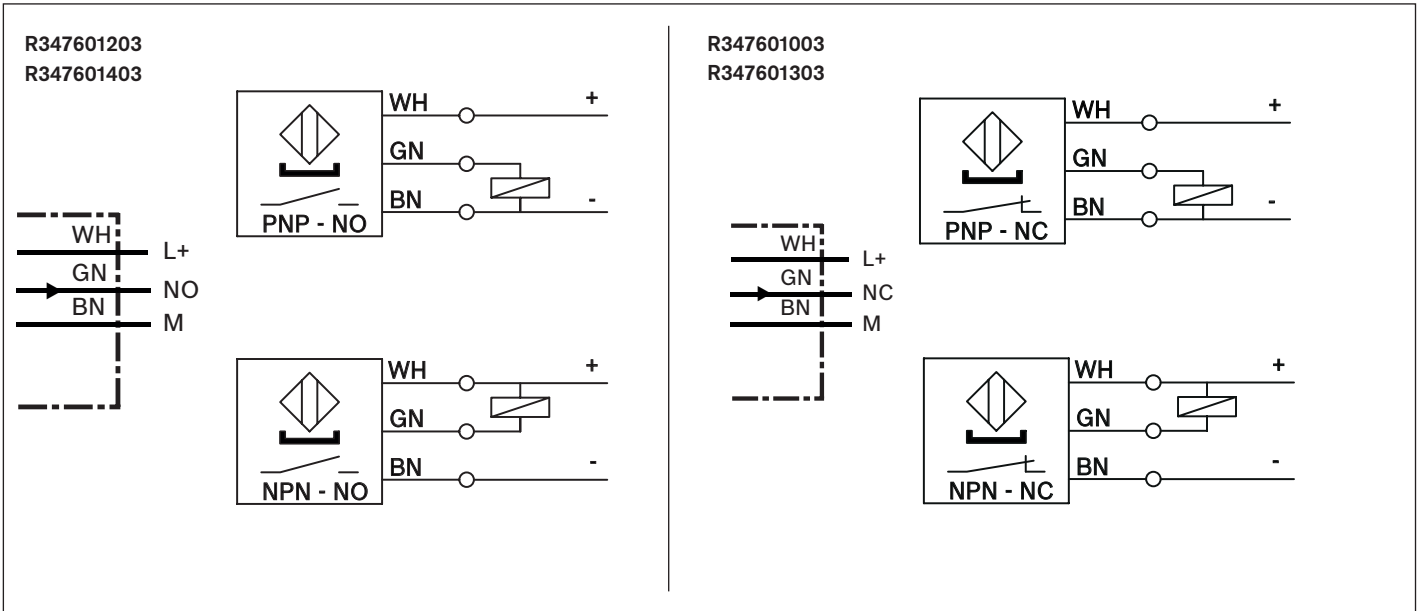 R347601203
R347601403
WH +
GN
BN -
PNP - NO
WH L+
GN NO
BN M
WH +
GN
BN -
NPN - NO
R347601003
R347601303
WH +
GN
BN -
PNP - NC
WH L+
GN NC
BN M
WH +
GN
BN -
NPN - NC